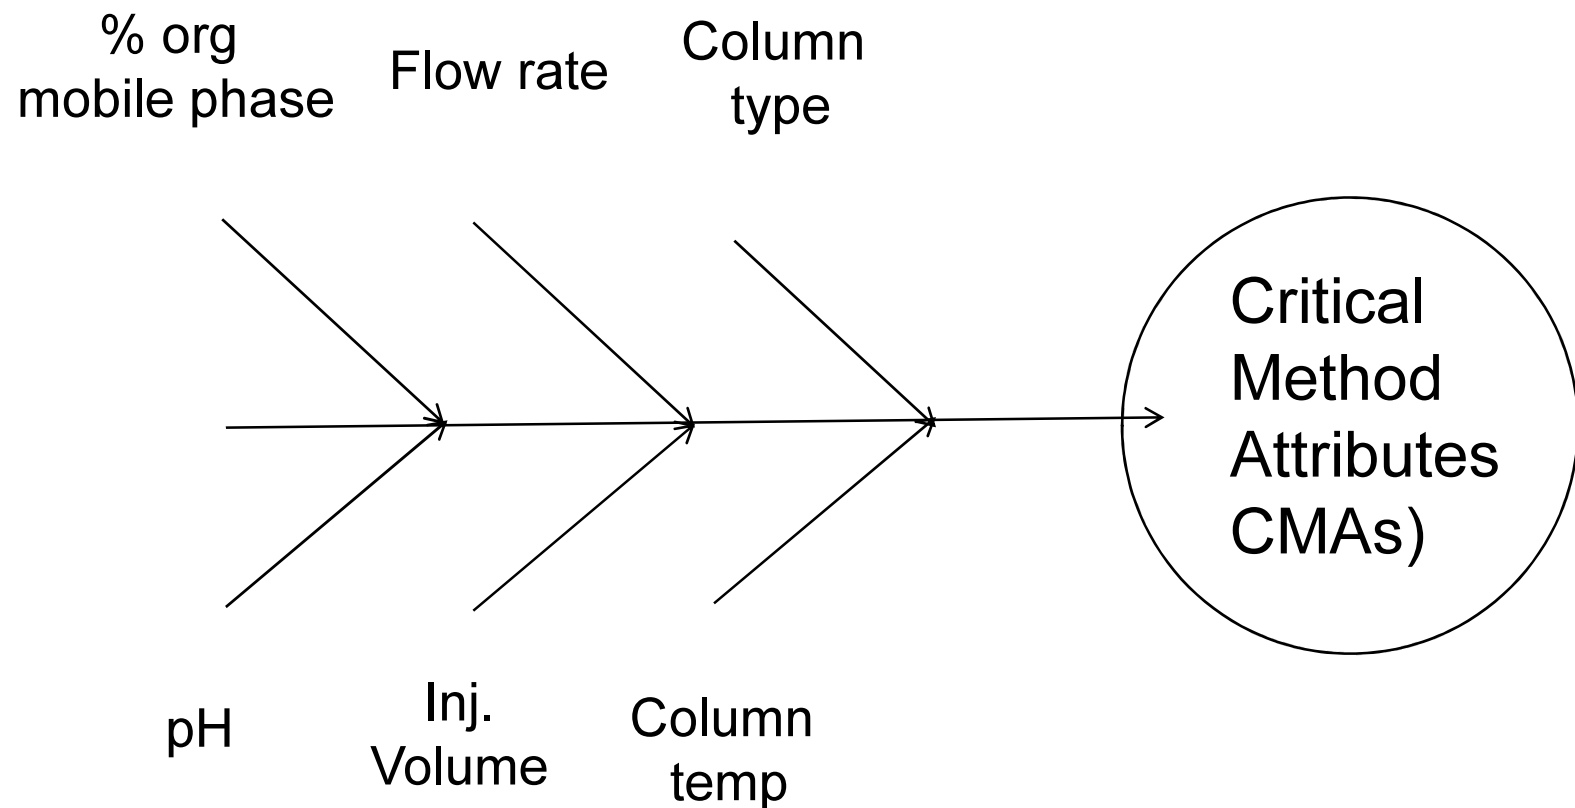 % org
mobile phase
Flow rate
Column
type
Critical
Method
Attributes
CMAs)
pH
Inj.
Volume
Column
temp